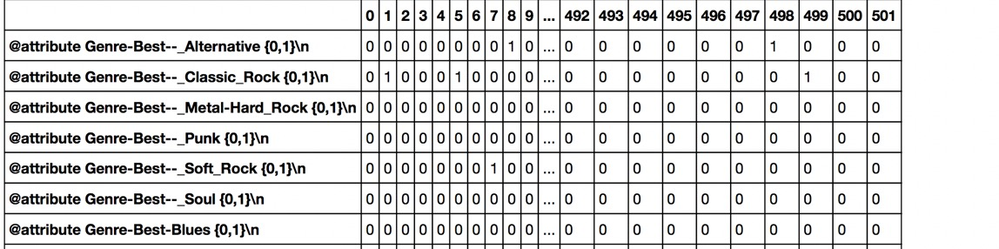 0 1 2 3 4 5 6 7 8 9 ... 492 493 494 495 496 497 498 499 500 501
@attribute Genre-Best--_Alternative {0,1}\n 0 0 0 0 0 0 0 0 1 0 ... 0 0 0 0 0 0 1 0 0 0
@attribute Genre-Best--_Classic_Rock {0,1}\n 0 1 0 0 0 1 0 0 0 0 ... 0 0 0 0 0 0 0 1 0 0
@attribute Genre-Best--_Metal-Hard_Rock {0,1}\n 0 0 0 0 0 0 0 0 0 0 ... 0 0 0 0 0 0 0 0 0 0
@attribute Genre-Best--_Punk {0,1}\n 0 0 0 0 0 0 0 0 0 0 ... 0 0 0 0 0 0 0 0 0 0
@attribute Genre-Best--_Soft_Rock {0,1}\n 0 0 0 0 0 0 0 1 0 0 ... 0 0 0 0 0 0 0 0 0 0
@attribute Genre-Best--_Soul {0,1}\n 0 0 0 0 0 0 0 0 0 0 ... 0 0 0 0 0 0 0 0 0 0
@attribute Genre-Best-Blues {0,1}\n 0 0 0 0 0 0 0 0 0 0 ... 0 0 0 0 0 0 0 0 0 0